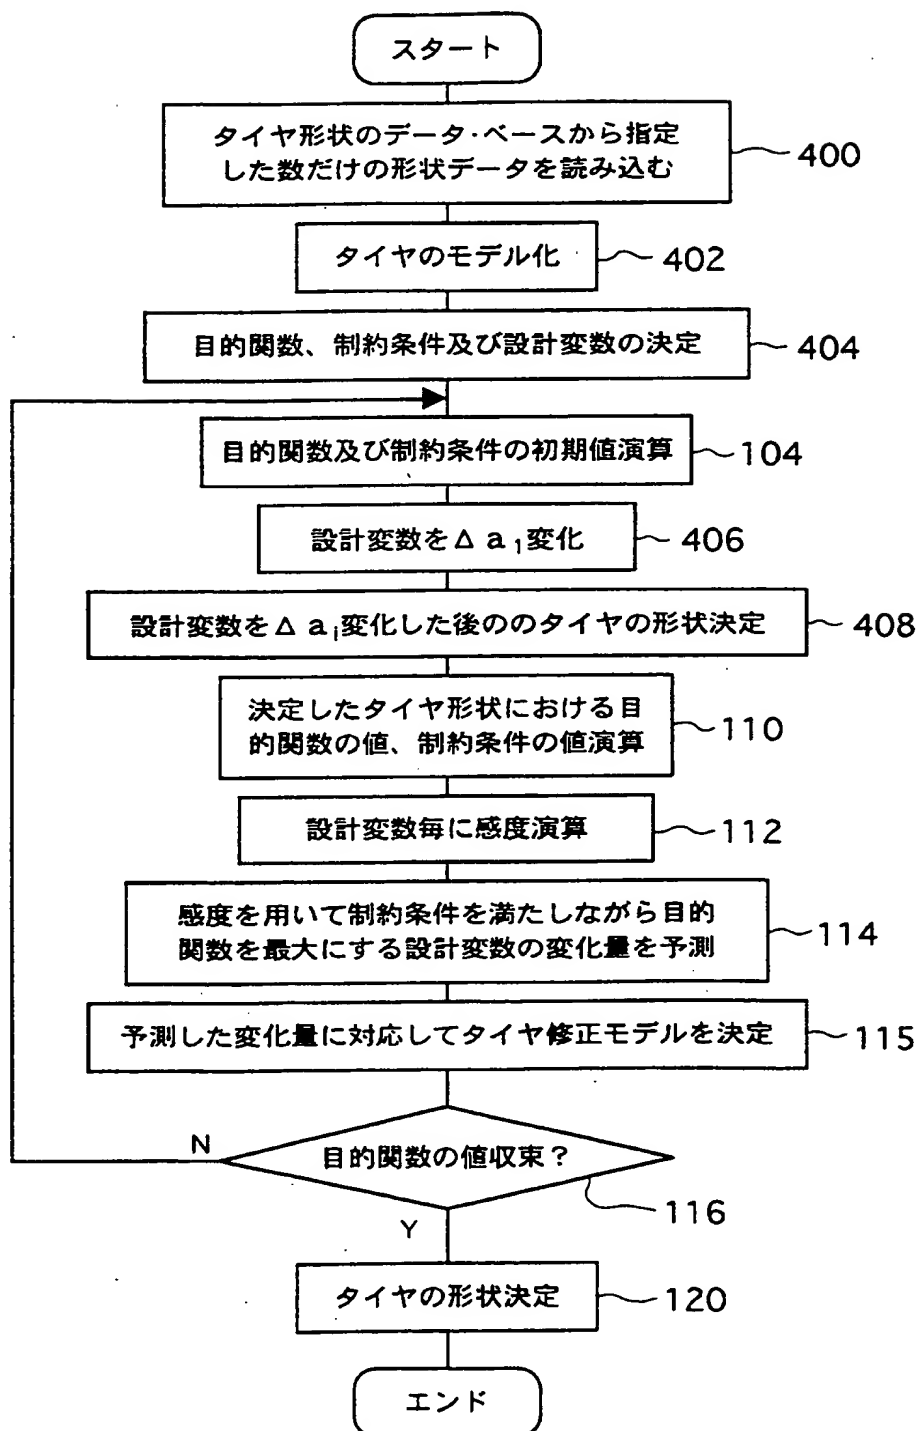 スタート
タイヤ形状のデータ・ベースから指定
した数だけの形状データを読み込む
400
タイヤのモデル化
402
目的関数、制約条件及び設計変数の決定
404
目的関数及び制約条件の初期値演算
104
設計変数をΔa₁変化
406
設計変数をΔaᵢ変化した後ののタイヤの形状決定
408
決定したタイヤ形状における目
的関数の値、制約条件の値演算
110
設計変数毎に感度演算
112
感度を用いて制約条件を満たしながら目的
関数を最大にする設計変数の変化量を予測
114
予測した変化量に対応してタイヤ修正モデルを決定
115
N
目的関数の値収束?
116
Y
タイヤの形状決定
120
エンド